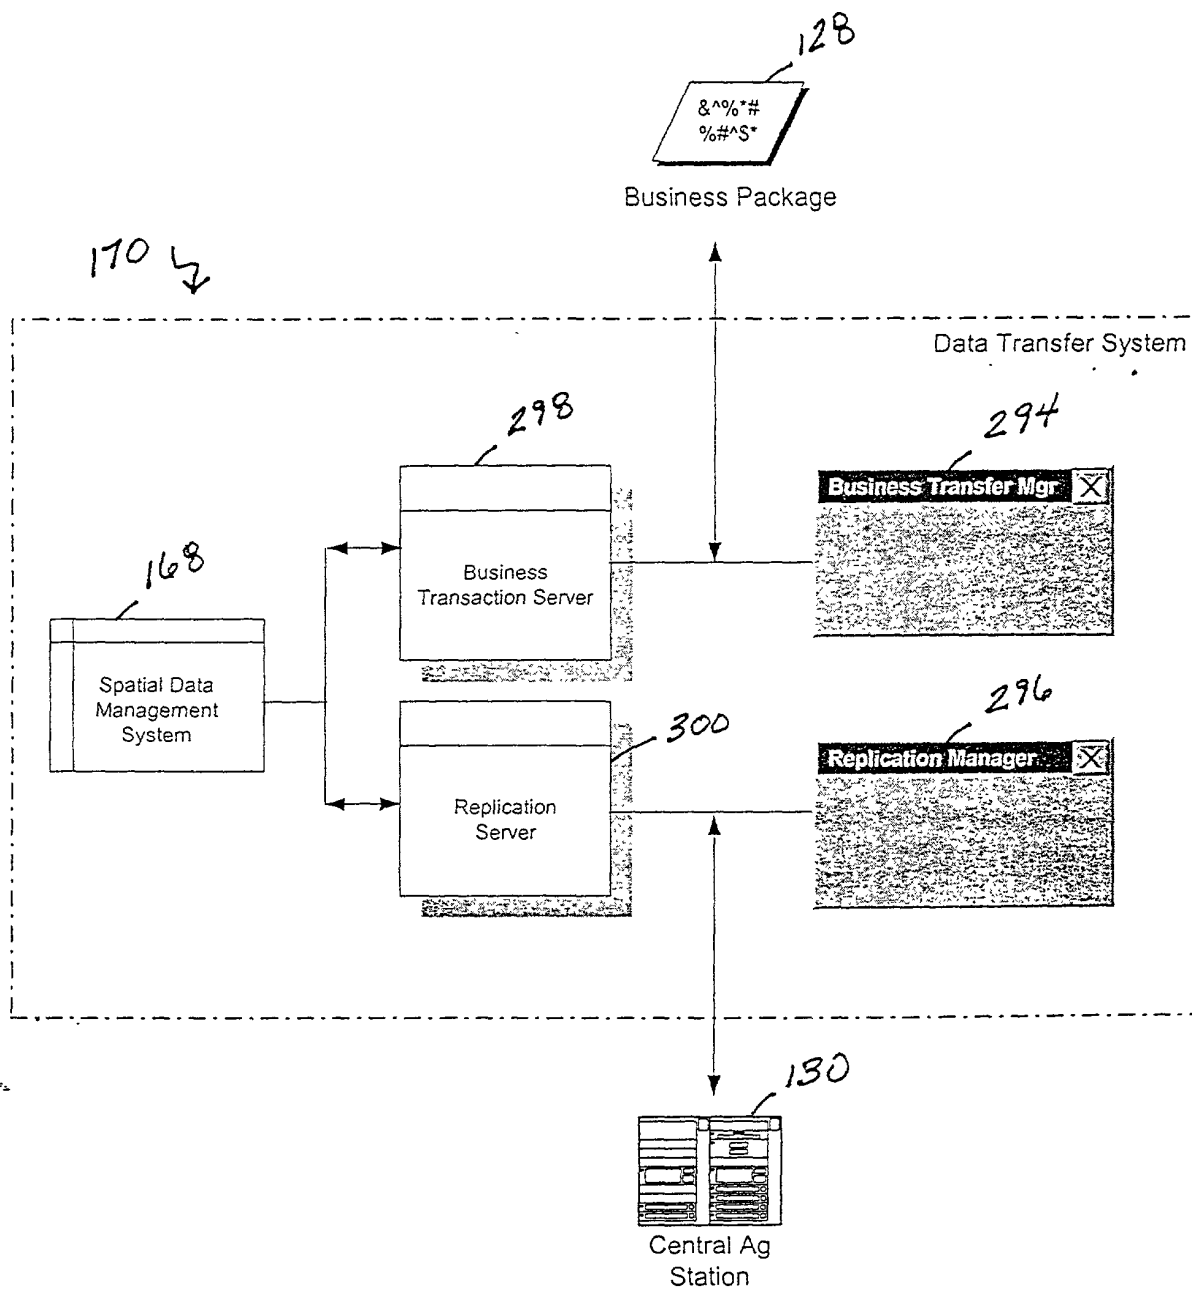 128
&^%*#
%#^$*
Business Package
170
Data Transfer System
298
294
Business Transfer Mgr
168
Business
Transaction Server
Spatial Data
Management
System
300
296
Replication Manager
Replication
Server
130
Central Ag
Station